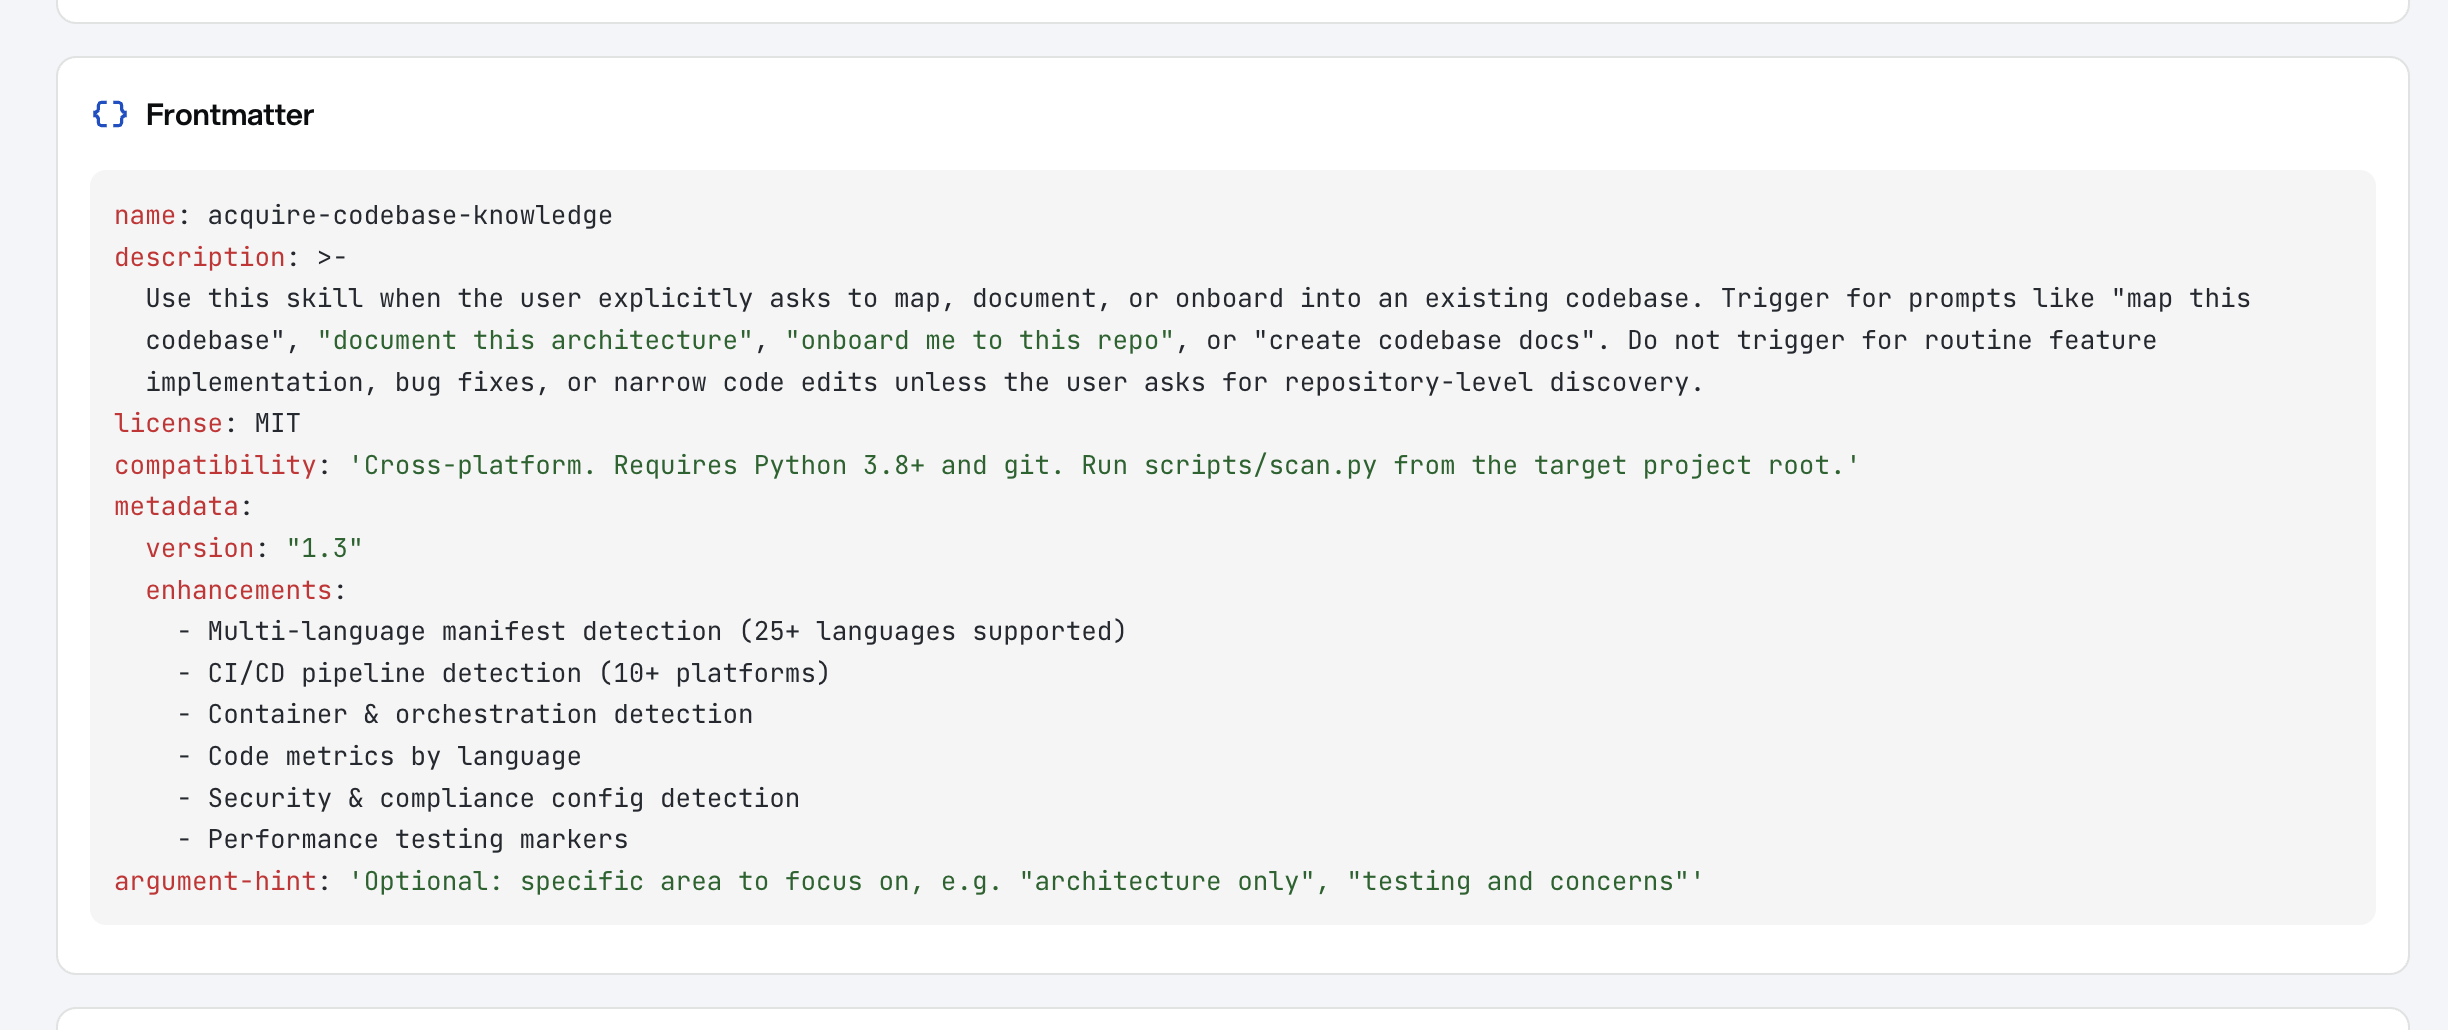 Frontmatter
name: acquire-codebase-knowledge
description: >-
  Use this skill when the user explicitly asks to map, document, or onboard into an existing codebase. Trigger for prompts like "map this
  codebase", "document this architecture", "onboard me to this repo", or "create codebase docs". Do not trigger for routine feature
  implementation, bug fixes, or narrow code edits unless the user asks for repository-level discovery.
license: MIT
compatibility: 'Cross-platform. Requires Python 3.8+ and git. Run scripts/scan.py from the target project root.'
metadata:
  version: "1.3"
  enhancements:
    - Multi-language manifest detection (25+ languages supported)
    - CI/CD pipeline detection (10+ platforms)
    - Container & orchestration detection
    - Code metrics by language
    - Security & compliance config detection
    - Performance testing markers
argument-hint: 'Optional: specific area to focus on, e.g. "architecture only", "testing and concerns"'